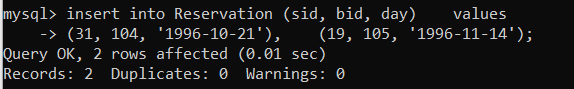 mysql> insert into Reservation (sid, bid, day)    values
    -> (31, 104, '1996-10-21'),    (19, 105, '1996-11-14');
Query OK, 2 rows affected (0.01 sec)
Records: 2  Duplicates: 0  Warnings: 0